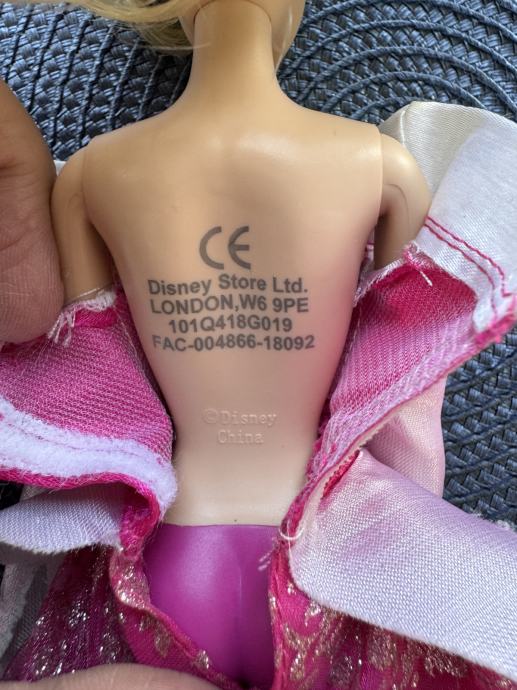 CE
Disney Store Ltd.
LONDON,W6 9PE
101Q418G019
FAC-004866-18092
©Disney
China